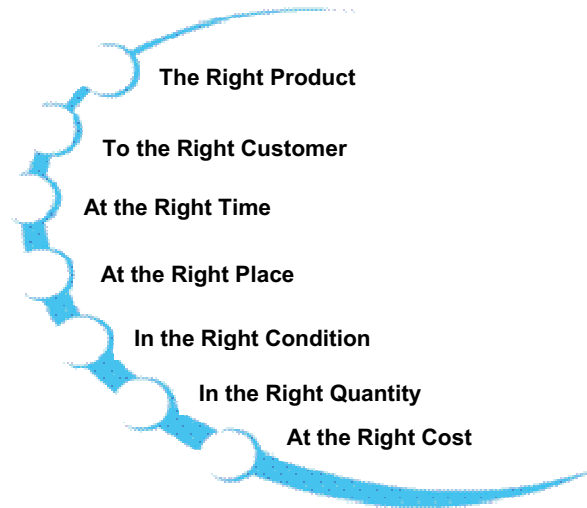 The Right Product
To the Right Customer
At the Right Time
At the Right Place
In the Right Condition
In the Right Quantity
At the Right Cost